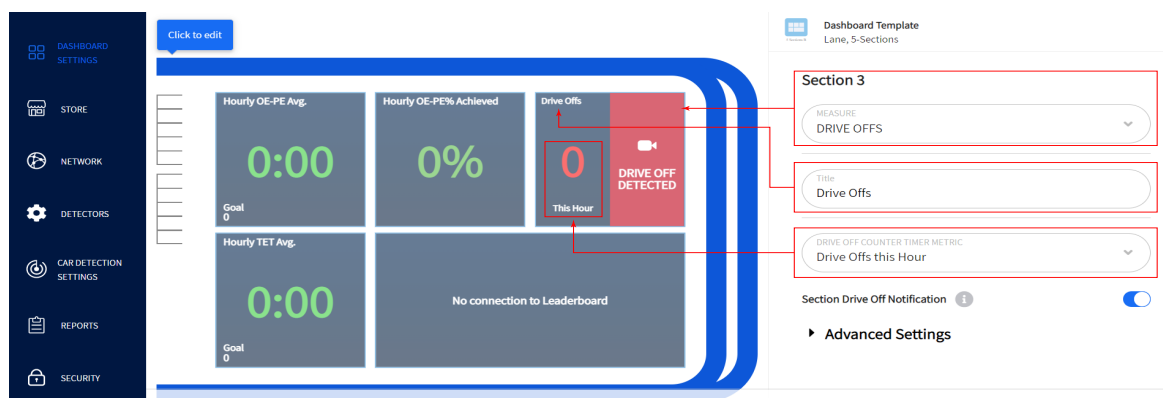 DASHBOARD
SETTINGS
STORE
NETWORK
DETECTORS
CAR DETECTION
SETTINGS
REPORTS
SECURITY
Click to edit
Hourly OE-PE Avg.
0:00
Goal
0
Hourly OE-PE% Achieved
0%
Drive Offs
0
This Hour
DRIVE OFF
DETECTED
Hourly TET Avg.
0:00
Goal
0
No connection to Leaderboard
Dashboard Template
Lane, 5-Sections
Section 3
MEASURE
DRIVE OFFS
Title
Drive Offs
DRIVE OFF COUNTER TIMER METRIC
Drive Offs this Hour
Section Drive Off Notification i
Advanced Settings